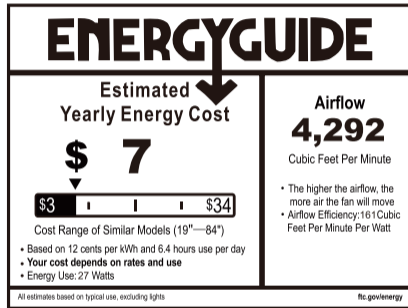 ENERGYGUIDE
Estimated
Yearly Energy Cost
$ 7
$3 $34
Cost Range of Similar Models (19"—84")
• Based on 12 cents per kWh and 6.4 hours use per day
• Your cost depends on rates and use
• Energy Use: 27 Watts
Airflow
4,292
Cubic Feet Per Minute
• The higher the airflow, the
more air the fan will move
• Airflow Efficiency:161Cubic
Feet Per Minute Per Watt
All estimates based on typical use, excluding lights
ftc.gov/energy